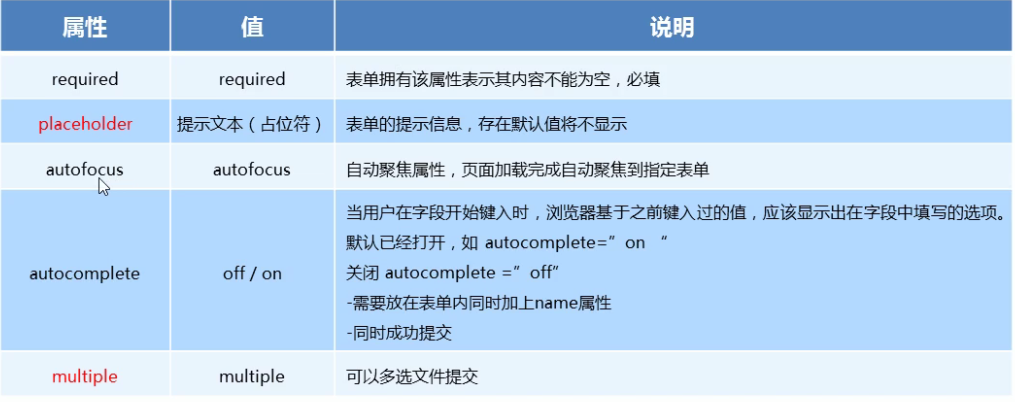 属性 值 说明
required required 表单拥有该属性表示其内容不能为空，必填
placeholder 提示文本（占位符） 表单的提示信息，存在默认值将不显示
autofocus autofocus 自动聚焦属性，页面加载完成自动聚焦到指定表单
autocomplete off / on 当用户在字段开始键入时，浏览器基于之前键入过的值，应该显示出在字段中填写的选项。
默认已经打开，如 autocomplete=”on “
关闭 autocomplete =”off”
-需要放在表单内同时加上name属性
-同时成功提交
multiple multiple 可以多选文件提交